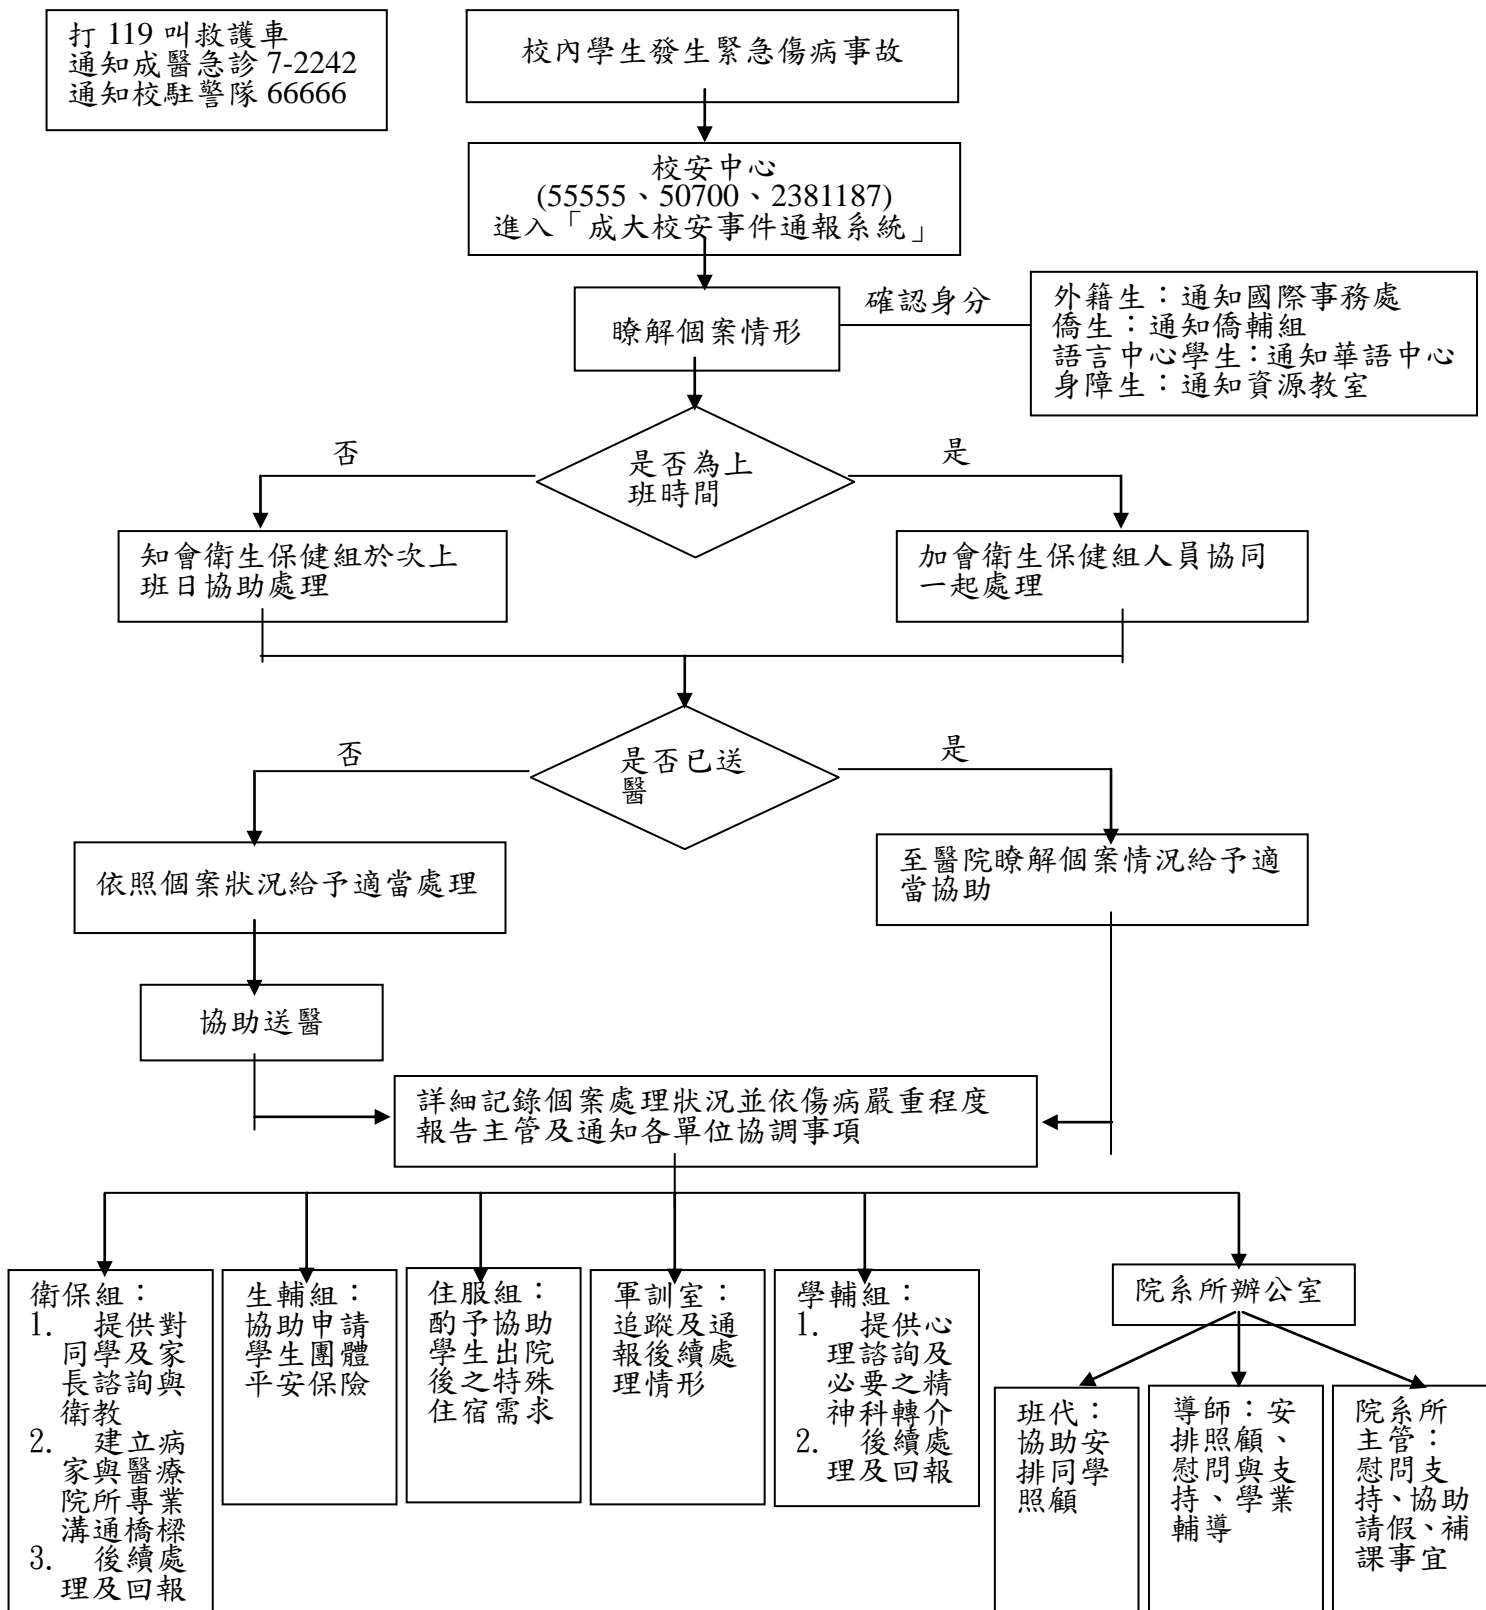 打 119 叫救護車
通知成醫急診 7-2242
通知校駐警隊 66666
校內學生發生緊急傷病事故
校安中心
(55555、50700、2381187)
進入「成大校安事件通報系統」
瞭解個案情形
確認身分
外籍生：通知國際事務處
僑生：通知僑輔組
語言中心學生：通知華語中心
身障生：通知資源教室
是否為上
班時間
否
是
知會衛生保健組於次上
班日協助處理
加會衛生保健組人員協同
一起處理
是否已送
醫
否
是
依照個案狀況給予適當處理
至醫院瞭解個案情況給予適
當協助
協助送醫
詳細記錄個案處理狀況並依傷病嚴重程度
報告主管及通知各單位協調事項
衛保組：
1. 提供對
同學及家
長諮詢與
衛教
2. 建立病
家與醫療
院所專業
溝通橋樑
3. 後續處
理及回報
生輔組：
協助申請
學生團體
平安保險
住服組：
酌予協助
學生出院
後之特殊
住宿需求
軍訓室：
追蹤及通
報後續處
理情形
學輔組：
1. 提供心
理諮詢及
必要之精
神科轉介
2. 後續處
理及回報
院系所辦公室
班代：
協助安
排同學
照顧
導師：安
排照顧、
慰問與支
持、學業
輔導
院系所
主管：
慰問支
持、協助
請假、補
課事宜